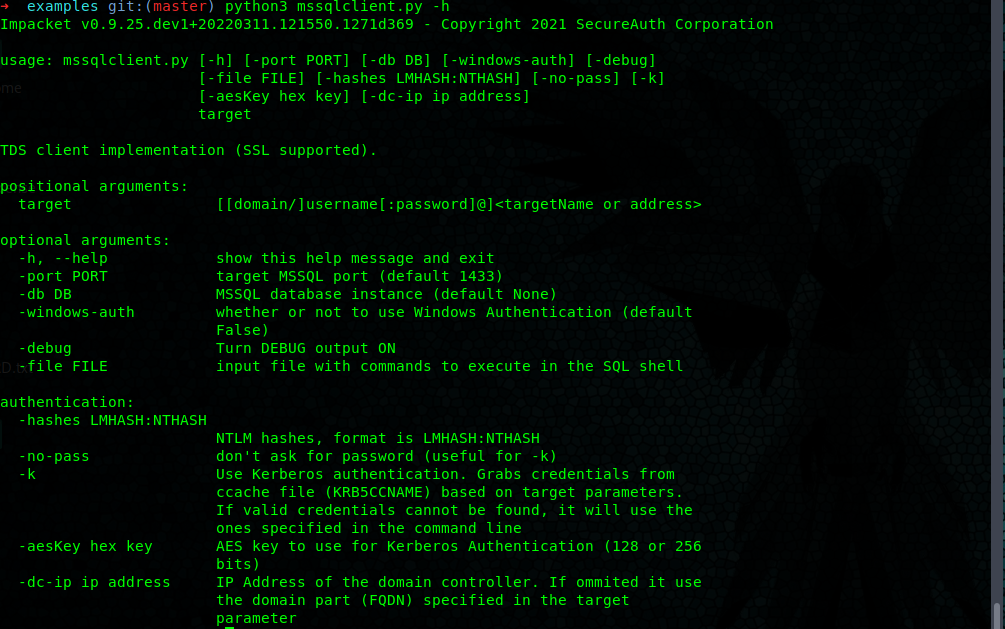 ➜  examples git:(master) python3 mssqlclient.py -h
Impacket v0.9.25.dev1+20220311.121550.1271d369 - Copyright 2021 SecureAuth Corporation
usage: mssqlclient.py [-h] [-port PORT] [-db DB] [-windows-auth] [-debug]
[-file FILE] [-hashes LMHASH:NTHASH] [-no-pass] [-k]
[-aesKey hex key] [-dc-ip ip address]
target
TDS client implementation (SSL supported).
positional arguments:
target                [[domain/]username[:password]@]<targetName or address>
optional arguments:
-h, --help            show this help message and exit
-port PORT            target MSSQL port (default 1433)
-db DB                MSSQL database instance (default None)
-windows-auth         whether or not to use Windows Authentication (default
False)
-debug                Turn DEBUG output ON
-file FILE            input file with commands to execute in the SQL shell
authentication:
-hashes LMHASH:NTHASH
NTLM hashes, format is LMHASH:NTHASH
-no-pass              don't ask for password (useful for -k)
-k                    Use Kerberos authentication. Grabs credentials from
ccache file (KRB5CCNAME) based on target parameters.
If valid credentials cannot be found, it will use the
ones specified in the command line
-aesKey hex key       AES key to use for Kerberos Authentication (128 or 256
bits)
-dc-ip ip address     IP Address of the domain controller. If ommited it use
the domain part (FQDN) specified in the target
parameter